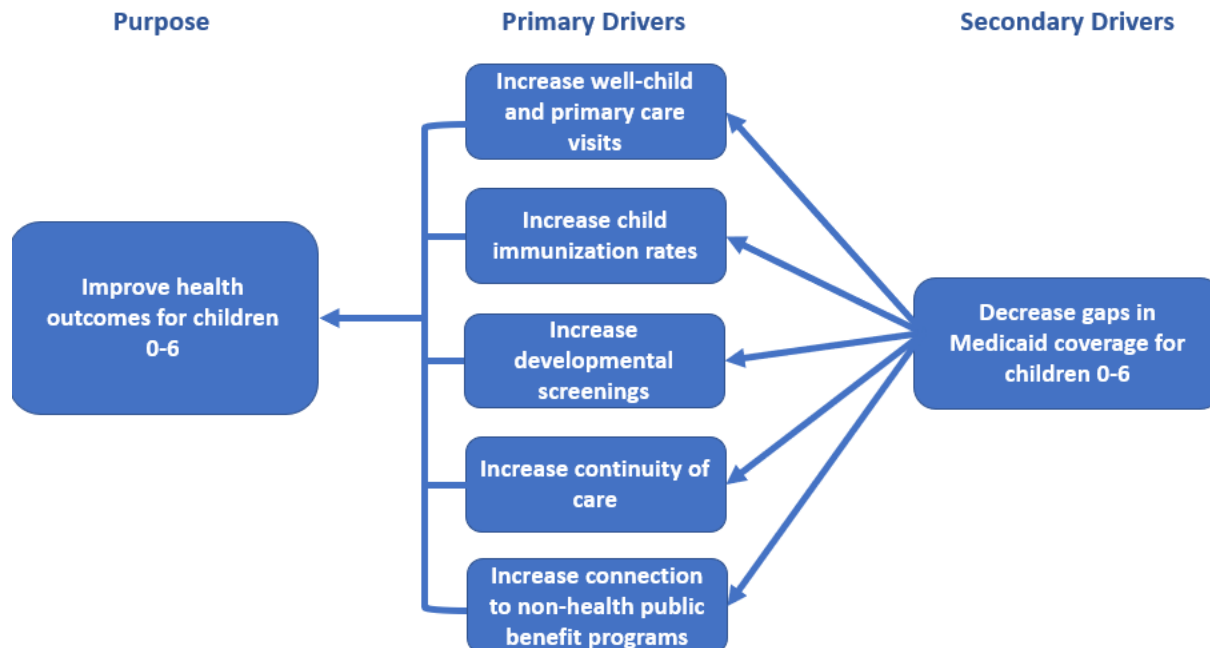 Purpose
Primary Drivers
Secondary Drivers
Increase well-child
and primary care
visits
Increase child
immunization rates
Improve health
outcomes for children
0-6
Increase
developmental
screenings
Decrease gaps in
Medicaid coverage for
children 0-6
Increase continuity of
care
Increase connection
to non-health public
benefit programs